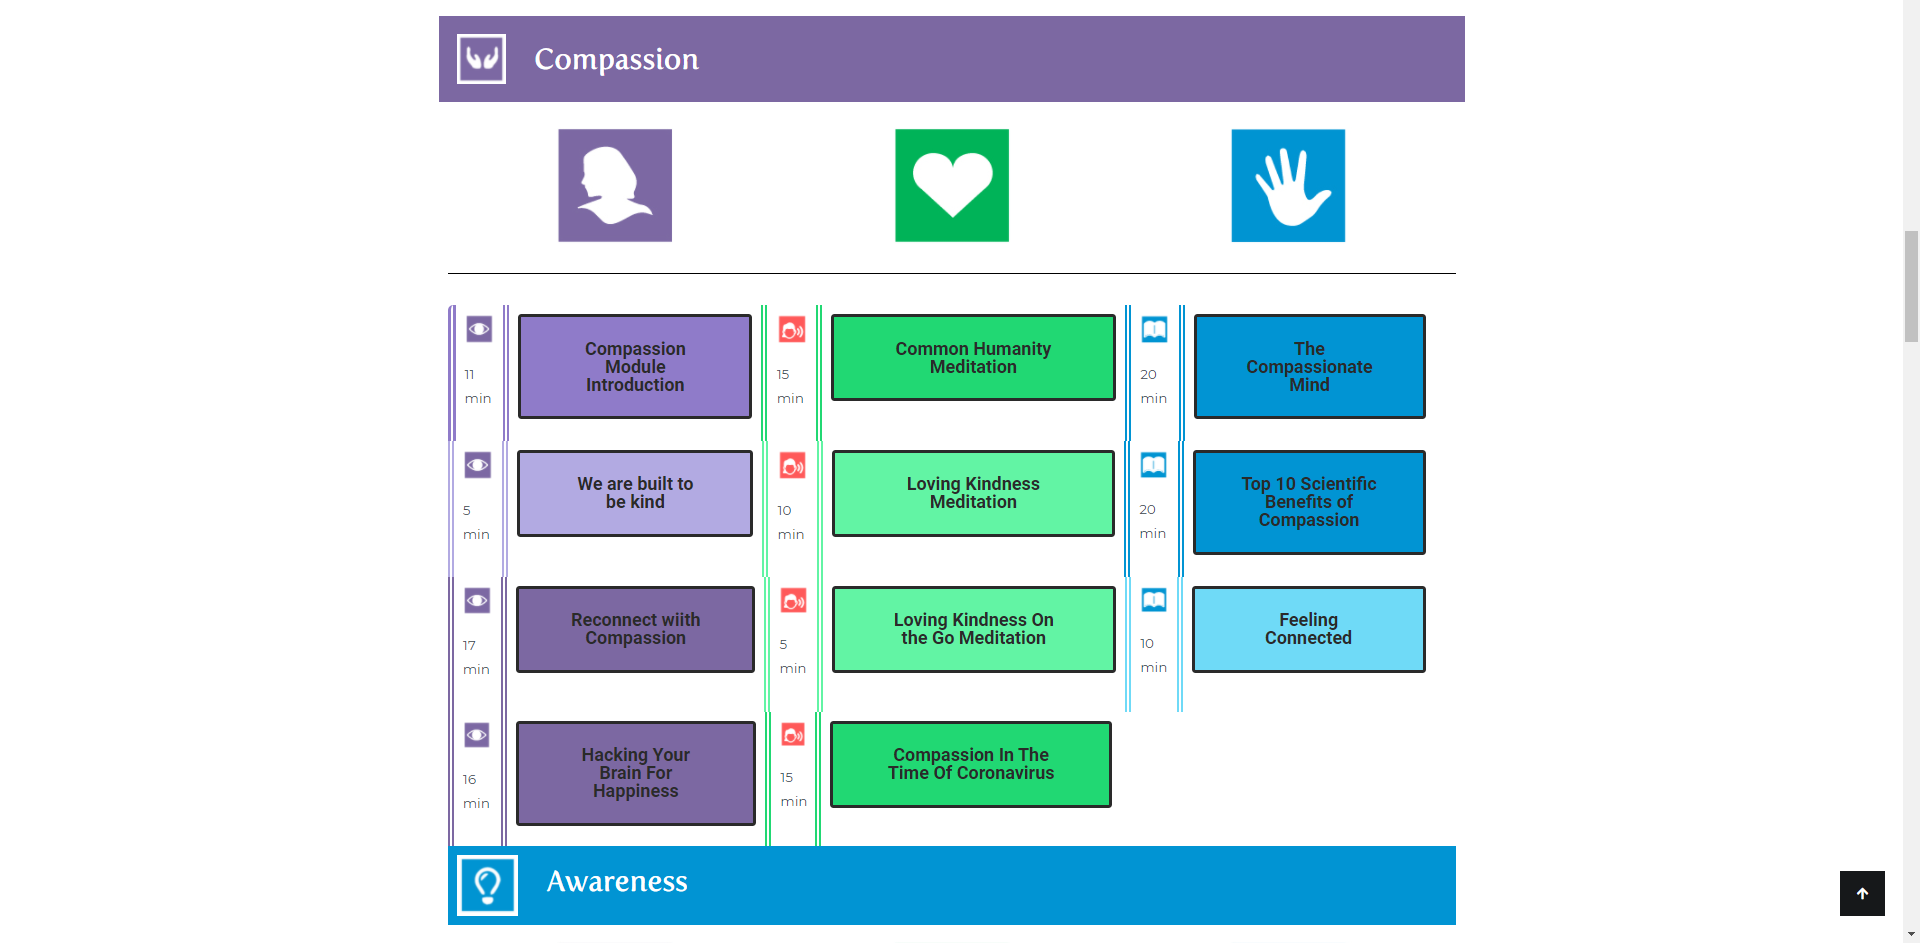 Compassion
11
min
Compassion
Module
Introduction
15
min
Common Humanity
Meditation
20
min
The
Compassionate
Mind
5
min
We are built to
be kind
10
min
Loving Kindness
Meditation
20
min
Top 10 Scientific
Benefits of
Compassion
17
min
Reconnect wiith
Compassion
5
min
Loving Kindness On
the Go Meditation
10
min
Feeling
Connected
16
min
Hacking Your
Brain For
Happiness
15
min
Compassion In The
Time Of Coronavirus
Awareness